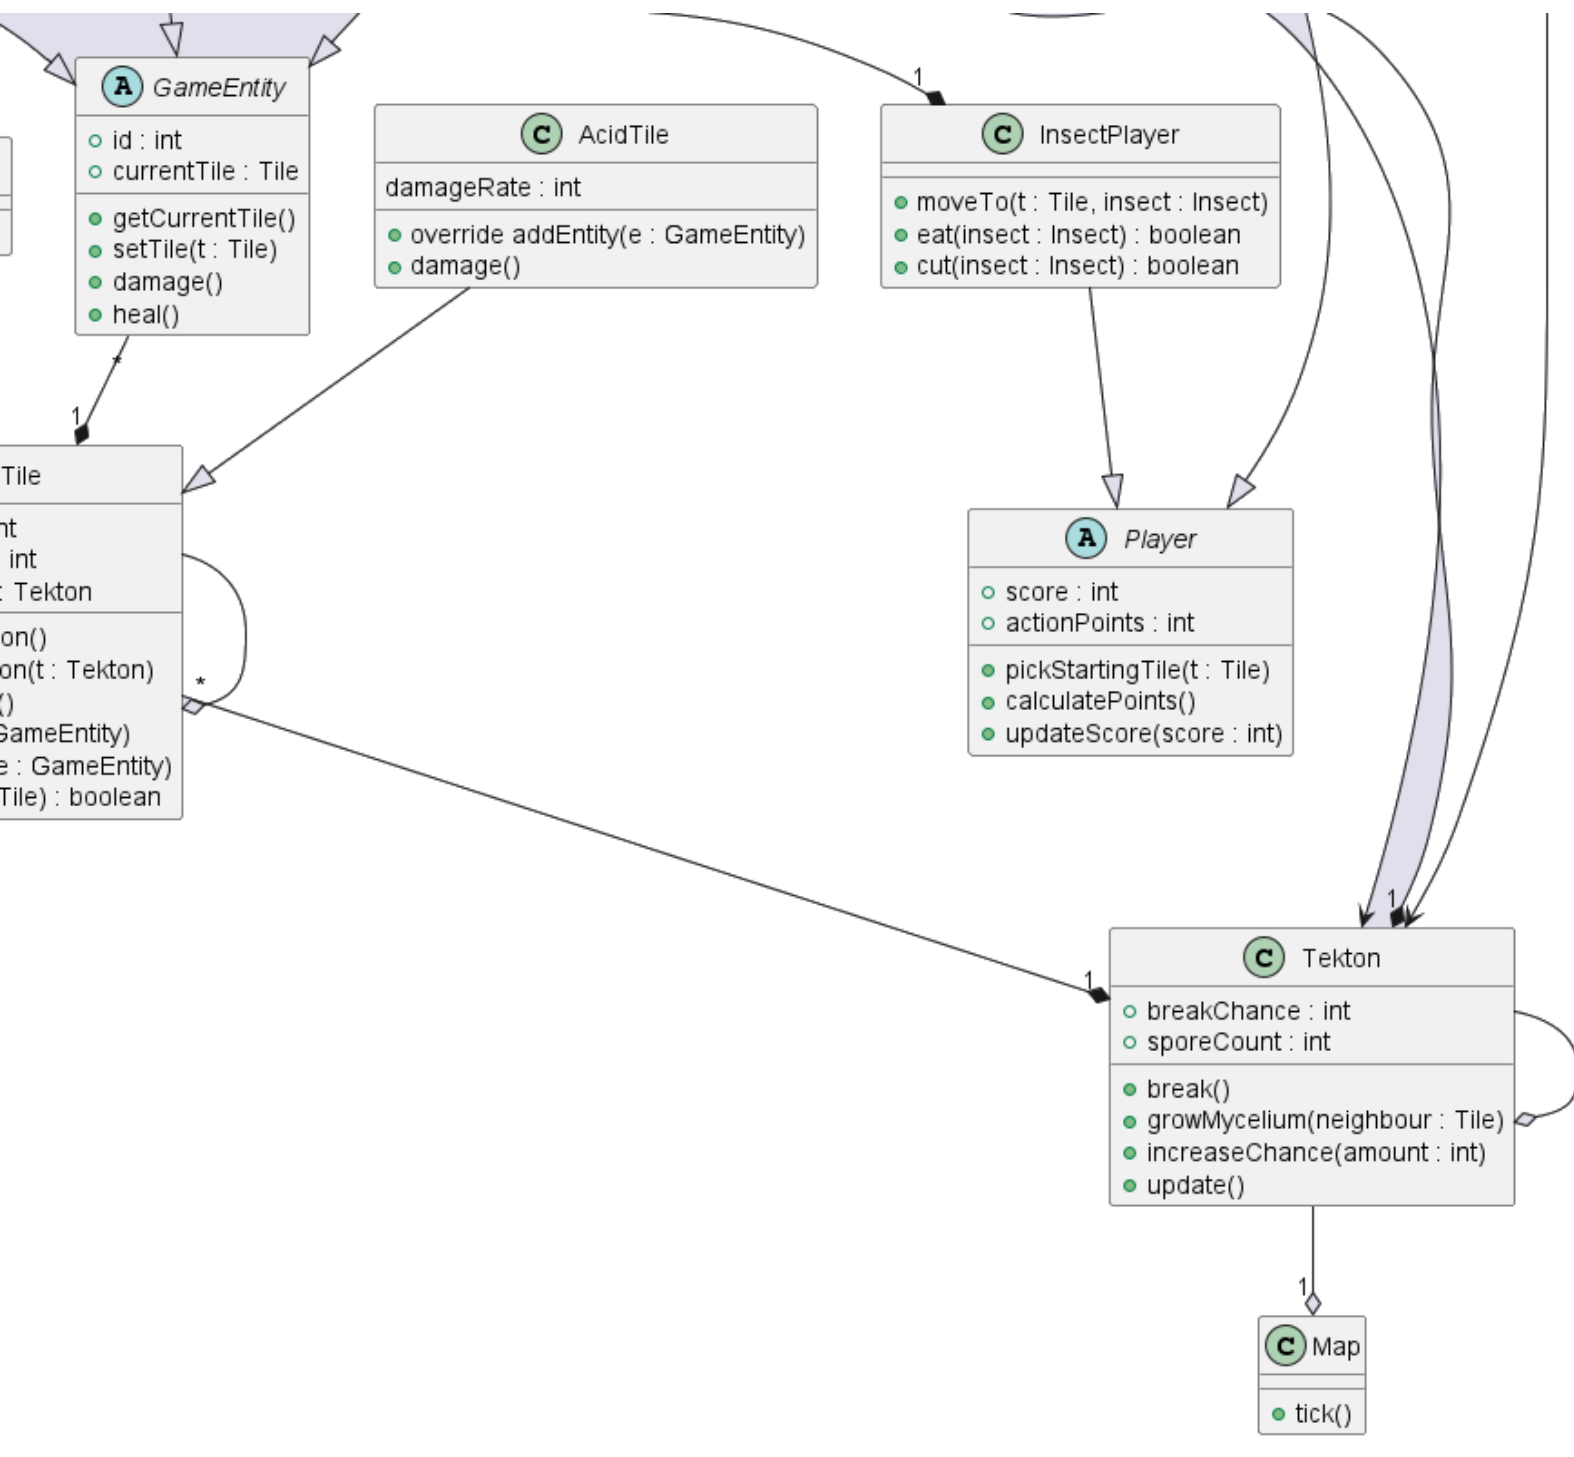 A GameEntity
id : int
currentTile : Tile
getCurrentTile()
setTile(t : Tile)
damage()
heal()
*
1
C AcidTile
damageRate : int
override addEntity(e : GameEntity)
damage()
1
C InsectPlayer
moveTo(t : Tile, insect : Insect)
eat(insect : Insect) : boolean
cut(insect : Insect) : boolean
Tile
int
: Tekton
(t : Tekton)
()
GameEntity)
e : GameEntity)
Tile) : boolean
*
A Player
score : int
actionPoints : int
pickStartingTile(t : Tile)
calculatePoints()
updateScore(score : int)
1
1
C Tekton
breakChance : int
sporeCount : int
break()
growMycelium(neighbour : Tile)
increaseChance(amount : int)
update()
1
C Map
tick()